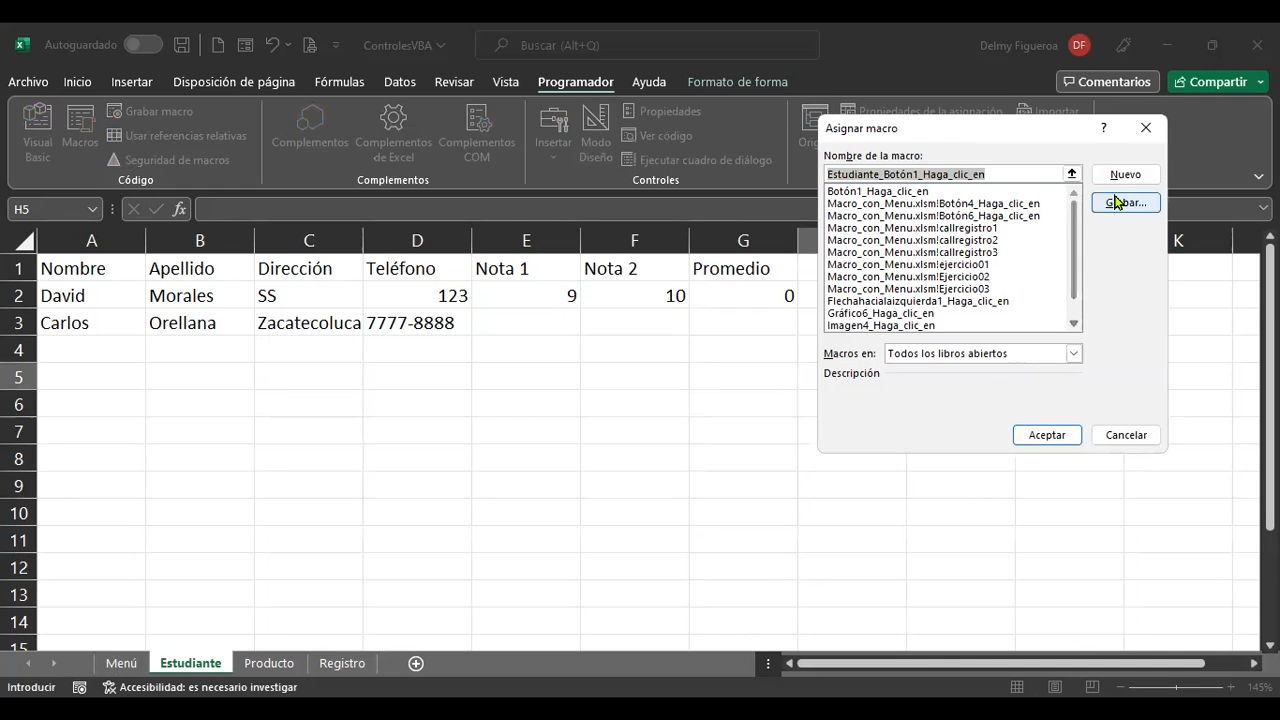 Autoguardado
ControlesVBA
Buscar (Alt+Q)
Delmy Figueroa
DF
Archivo Inicio Insertar Disposición de página Fórmulas Datos Revisar Vista Programador Ayuda Formato de forma
Comentarios
Compartir
Visual Basic
Macros
Grabar macro
Usar referencias relativas
Seguridad de macros
Código
Complementos
Complementos de Excel
Complementos COM
Complementos
Insertar
Modo Diseño
Propiedades
Ver código
Ejecutar cuadro de diálogo
Controles
H5
fx
A B C D E F G K
1 Nombre Apellido Dirección Teléfono Nota 1 Nota 2 Promedio
2 David Morales SS 123 9 10 0
3 Carlos Orellana Zacatecoluca 7777-8888
4
5
6
7
8
9
10
11
12
13
14
15
Asignar macro
?
Nombre de la macro:
Estudiante_Botón1_Haga_clic_en
Botón1_Haga_clic_en
Macro_con_Menu.xlsm!Botón4_Haga_clic_en
Macro_con_Menu.xlsm!Botón6_Haga_clic_en
Macro_con_Menu.xlsm!callregistro1
Macro_con_Menu.xlsm!callregistro2
Macro_con_Menu.xlsm!callregistro3
Macro_con_Menu.xlsm!ejercicio01
Macro_con_Menu.xlsm!Ejercicio02
Macro_con_Menu.xlsm!Ejercicio03
Flechahacialaizquierda1_Haga_clic_en
Gráfico6_Haga_clic_en
Imagen4_Haga_clic_en
Nuevo
Macros en: Todos los libros abiertos
Descripción
Aceptar
Cancelar
Menú Estudiante Producto Registro
Introducir
Accesibilidad: es necesario investigar
145%